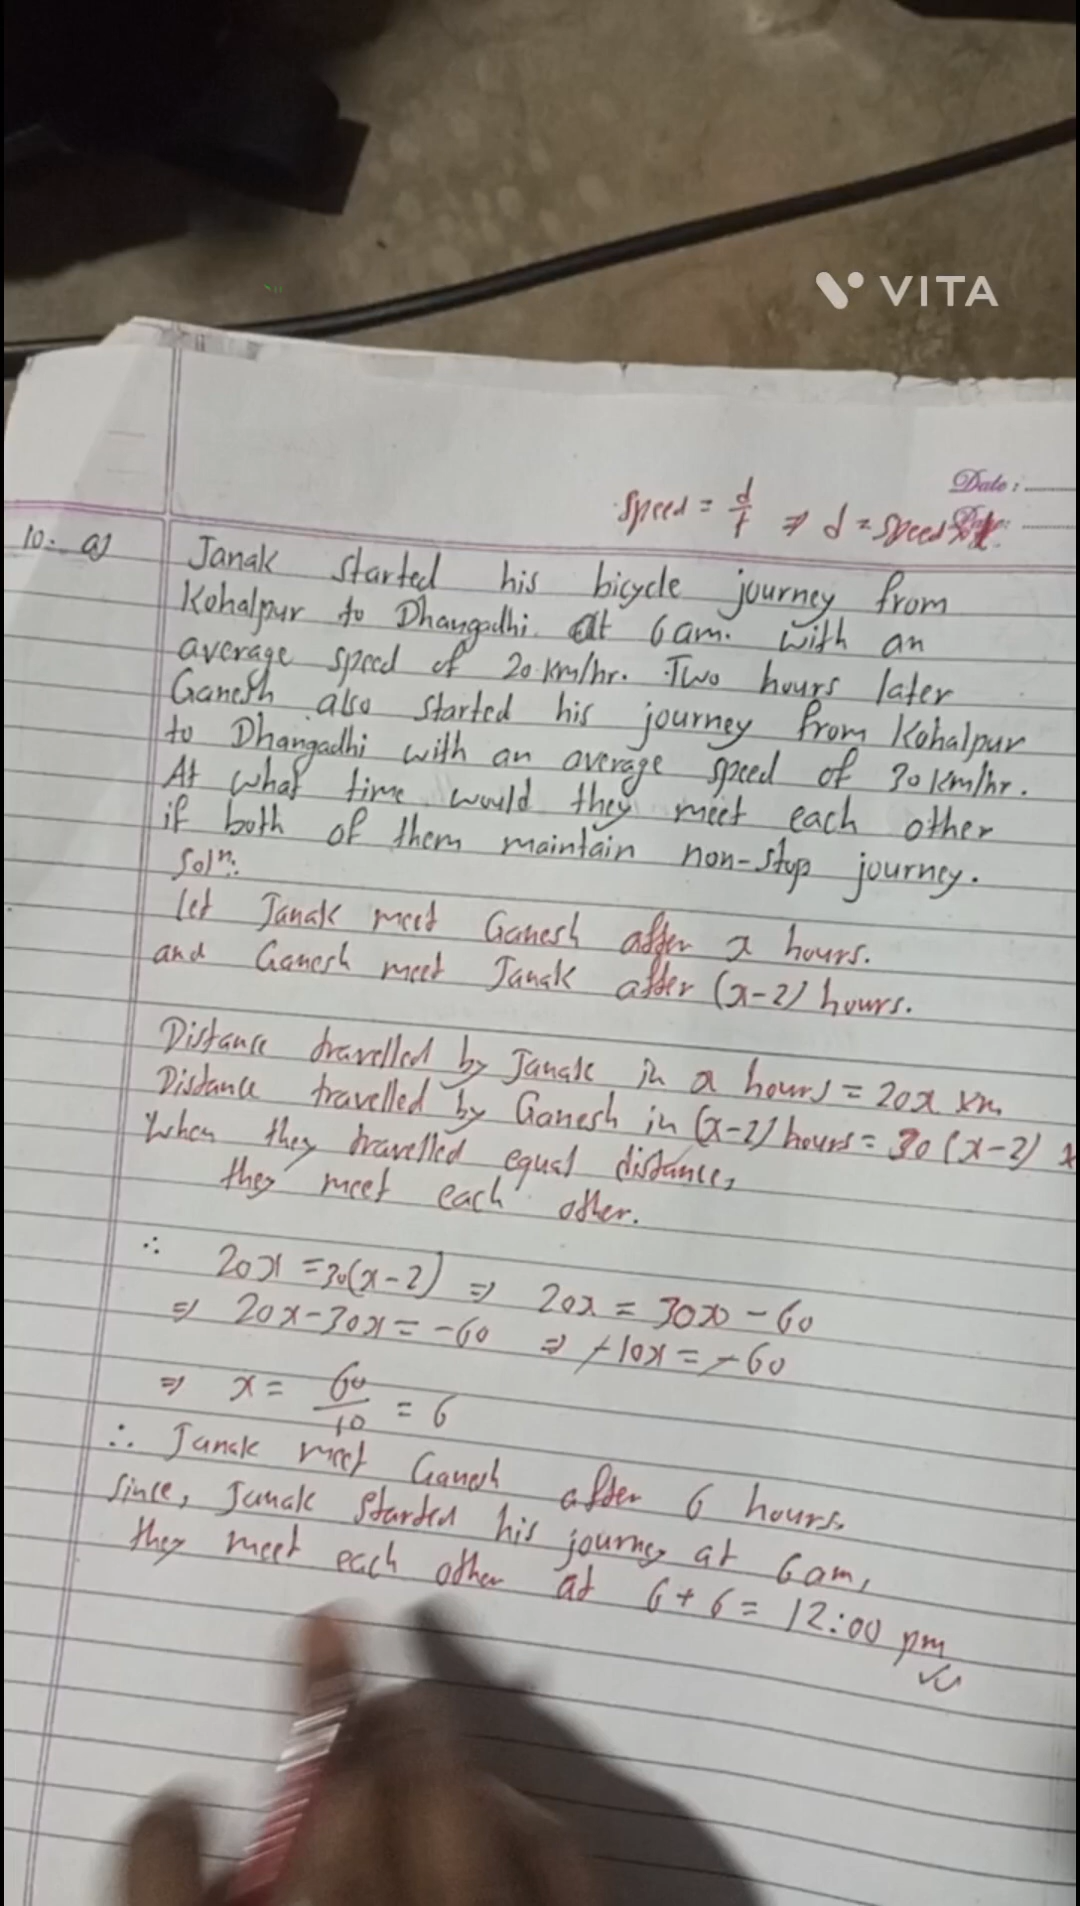 VITA
Date:
Speed = d/t ⇒ d = speed×t
10. a) Janak started his bicycle journey from
Kohalpur to Dhangadhi at 6 am. with an
average speed of 20 km/hr. Two hours later
Ganesh also started his journey from Kohalpur
to Dhangadhi with an average speed of 30 km/hr.
At what time would they meet each other
if both of them maintain non-stop journey.
Solⁿ:
Let Janak meet Ganesh after x hours.
and Ganesh meet Janak after (x-2) hours.
Distance travelled by Janak in x hours = 20x km
Distance travelled by Ganesh in (x-2) hours = 30 (x-2)
When they travelled equal distance,
they meet each other.
∴ 20x = 30(x-2) ⇒ 20x = 30x - 60
⇒ 20x - 30x = -60 ⇒ -10x = -60
⇒ x = 60/10 = 6
∴ Janak meet Ganesh after 6 hours.
Since, Janak started his journey at 6 am,
they meet each other at 6 + 6 = 12:00 pm